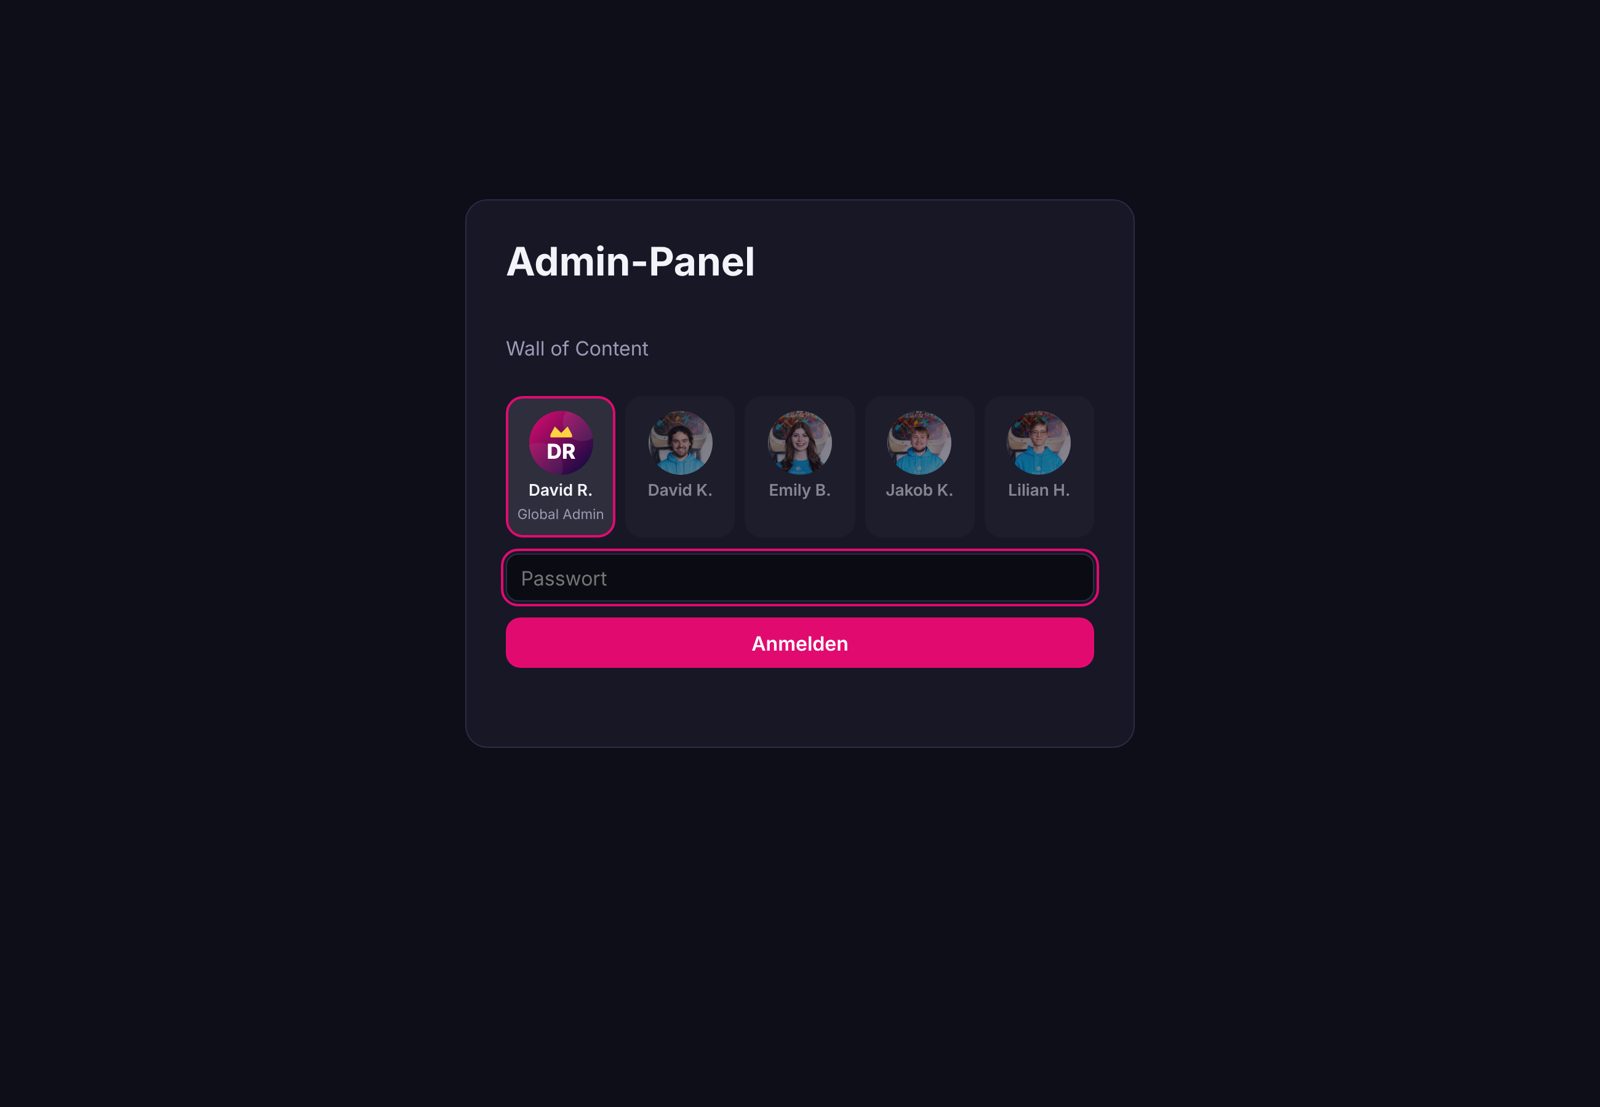 Admin-Panel
Wall of Content
DR
David R.
Global Admin
David K.
Emily B.
Jakob K.
Lilian H.
Passwort
Anmelden